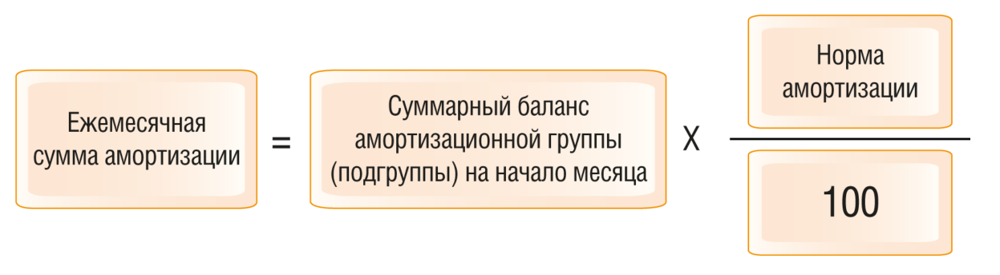 Ежемесячная
сумма амортизации
=
Суммарный баланс
амортизационной группы
(подгруппы) на начало месяца
X
Норма
амортизации
100